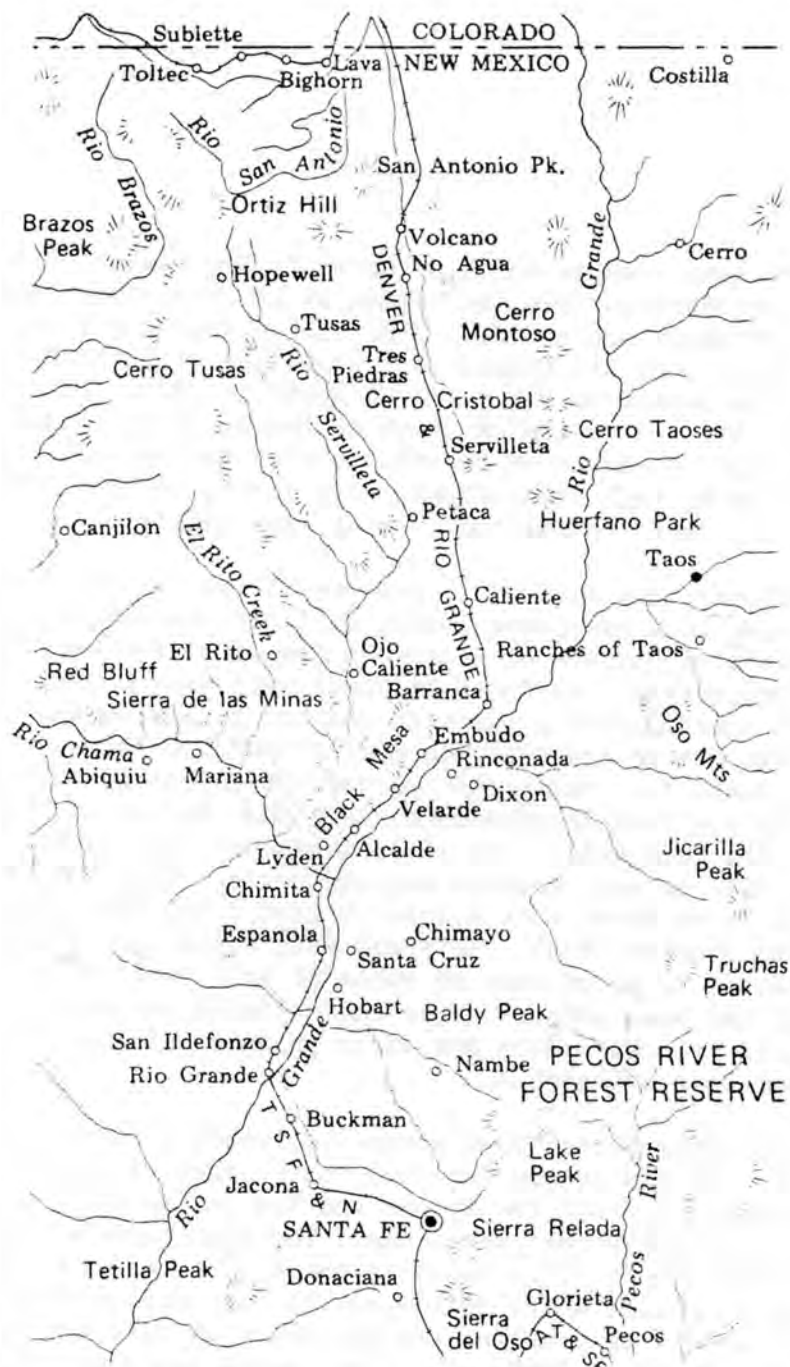 COLORADO
NEW MEXICO
Sublette
Toltec
Bighorn
Lava
Costilla
Rio Brazos
Rio San Antonio
San Antonio Pk.
Ortiz Hill
Brazos
Peak
Volcano
No Agua
Cerro
Hopewell
DENVER & RIO GRANDE
Rio Grande
Cerro
Montoso
Tusas
Tres
Piedras
Cerro Tusas
Rio Servilleta
Cerro Cristobal
Cerro Taoses
Servilleta
Petaca
Huerfano Park
Canjilon
El Rito Creek
Taos
Caliente
El Rito
Ojo
Caliente
Ranches of Taos
Red Bluff
Sierra de las Minas
Barranca
Oso Mts
Rio Chama
Abiquiu
Mariana
Black Mesa
Embudo
Rinconada
Dixon
Velarde
Lyden
Alcalde
Jicarilla
Peak
Chimita
Espanola
Chimayo
Santa Cruz
Truchas
Peak
Hobart
Baldy Peak
San Ildefonzo
Rio Grande
Nambe
PECOS RIVER
FOREST RESERVE
Rio Grande
T S F & N
Buckman
Lake
Peak
Pecos River
Jacona
SANTA FE
Sierra Relada
Tetilla Peak
Donaciana
Glorieta
Sierra
del Oso
AT & SF
Pecos